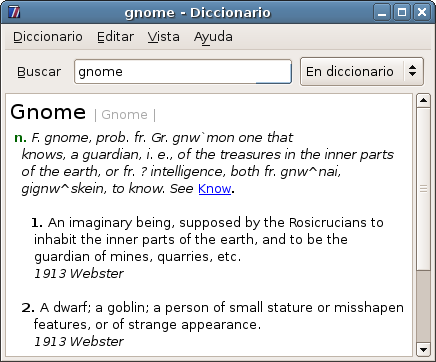 gnome - Diccionario
Diccionario Editar Vista Ayuda
Buscar gnome En diccionario
Gnome | Gnome |
n. F. gnome, prob. fr. Gr. gnw`mon one that
knows, a guardian, i. e., of the treasures in the inner parts
of the earth, or fr. ? intelligence, both fr. gnw^nai,
gignw^skein, to know. See Know.
1. An imaginary being, supposed by the Rosicrucians to
inhabit the inner parts of the earth, and to be the
guardian of mines, quarries, etc.
1913 Webster
2. A dwarf; a goblin; a person of small stature or misshapen
features, or of strange appearance.
1913 Webster